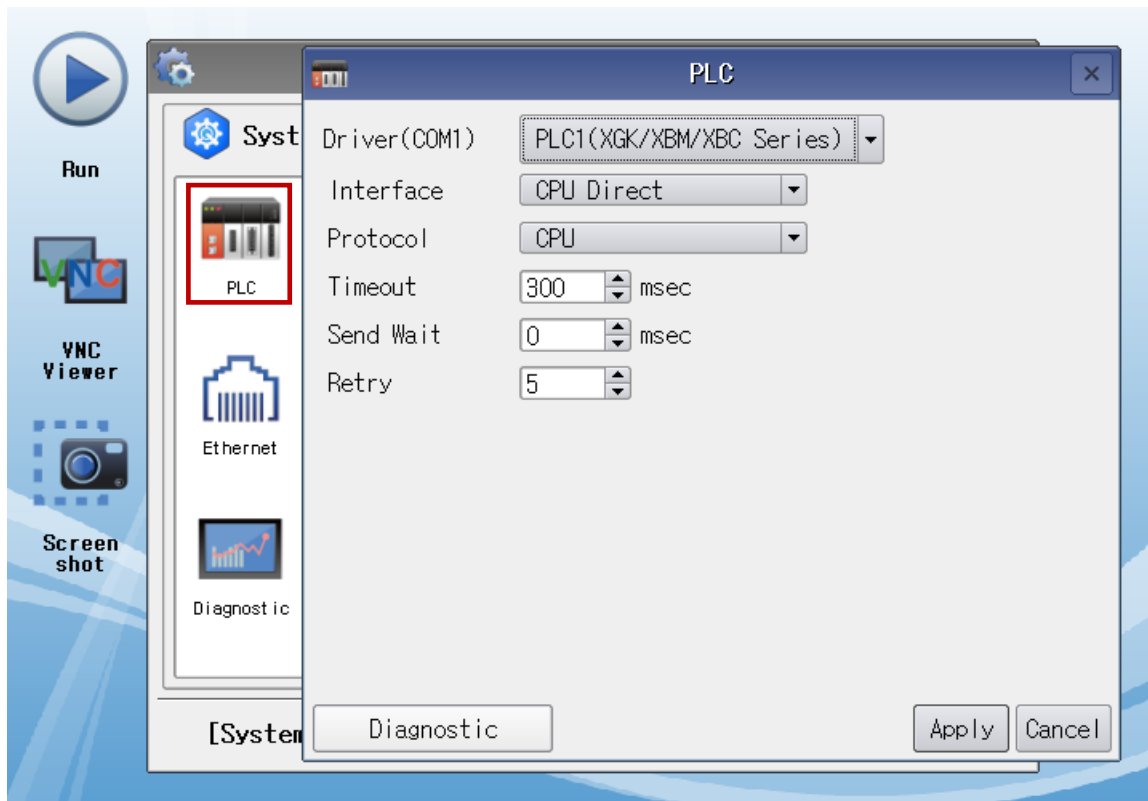 Run
VNC
VNC
Viewer
Screen
shot
Syst
PLC
Ethernet
Diagnostic
[System
PLC
Driver(COM1) PLC1(XGK/XBM/XBC Series)
Interface CPU Direct
Protocol CPU
Timeout 300 msec
Send Wait 0 msec
Retry 5
Diagnostic Apply Cancel